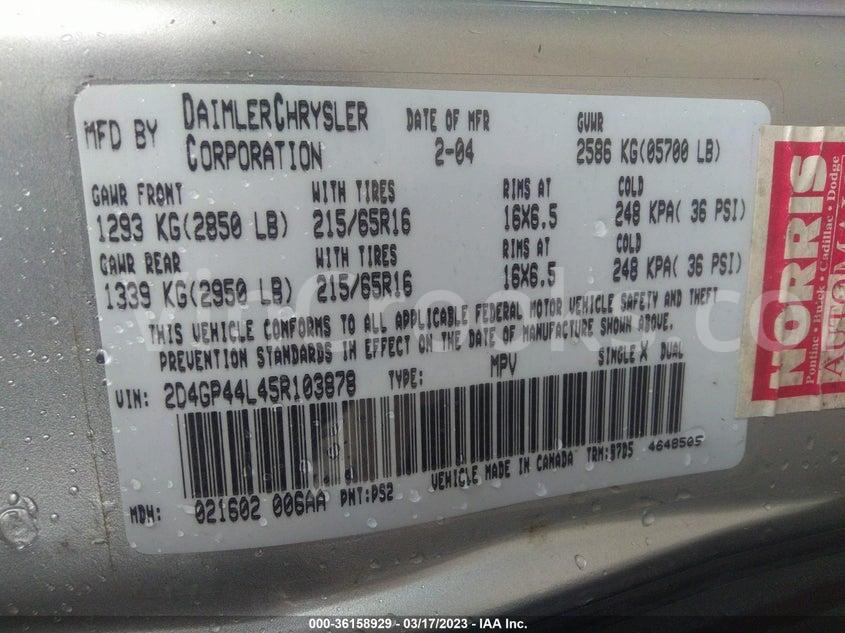 MFD BY DAIMLERCHRYSLER CORPORATION DATE OF MFR 2-04 GVWR 2586 KG(05700 LB)
GAWR FRONT WITH TIRES RIMS AT COLD
1293 KG(2850 LB) 215/65R16 16X6.5 248 KPA( 36 PSI)
GAWR REAR WITH TIRES RIMS AT COLD
1339 KG(2950 LB) 215/65R16 16X6.5 248 KPA( 36 PSI)
THIS VEHICLE CONFORMS TO ALL APPLICABLE FEDERAL MOTOR VEHICLE SAFETY AND THEFT
PREVENTION STANDARDS IN EFFECT ON THE DATE OF MANUFACTURE SHOWN ABOVE.
VIN: 2D4GP44L45R103878 TYPE: MPV SINGLE X DUAL
VEHICLE MADE IN CANADA TRM:B7D5 4648505
MDH: 021602 006AA PNT:PS2
NORRIS
Pontiac • Buick • Cadillac • Dodge
AUTOMA
000-36158929 / 03/17/2023 - IAA Inc.